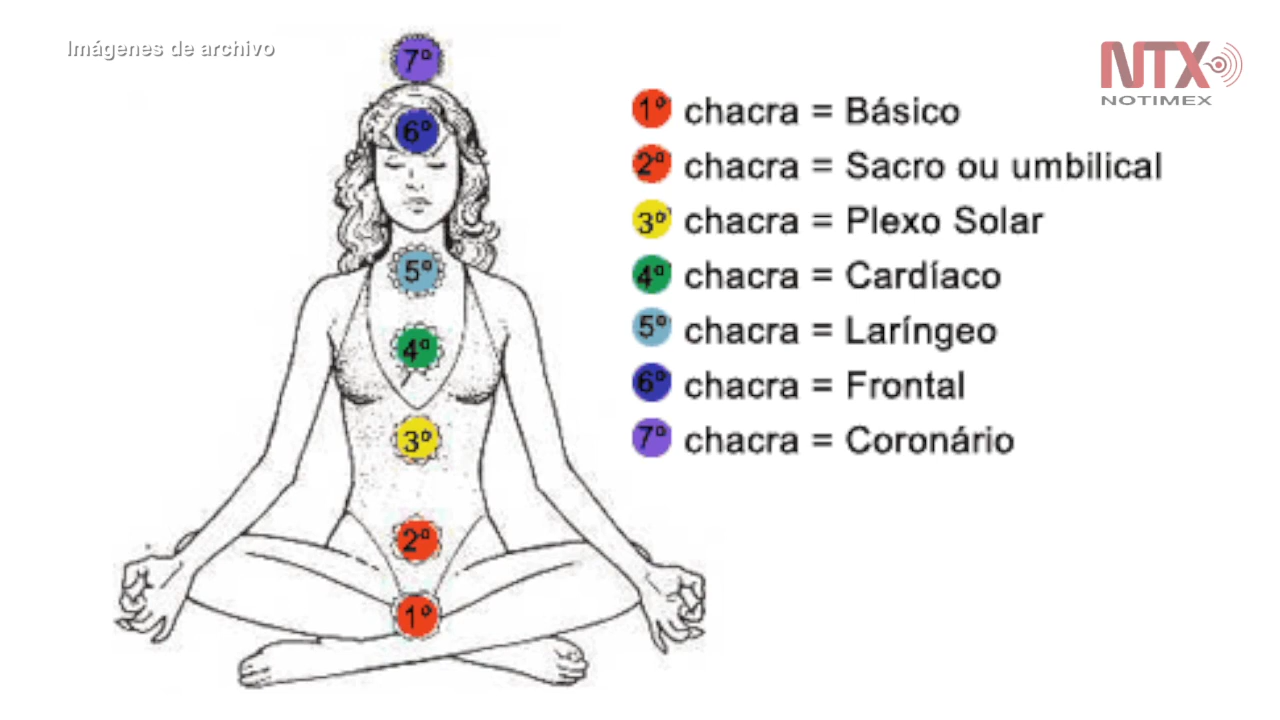 Imágenes de archivo
NTX
NOTIMEX
1º chacra = Básico
2º chacra = Sacro ou umbilical
3º chacra = Plexo Solar
4º chacra = Cardíaco
5º chacra = Laríngeo
6º chacra = Frontal
7º chacra = Coronário
7º
6º
5º
4º
3º
2º
1º